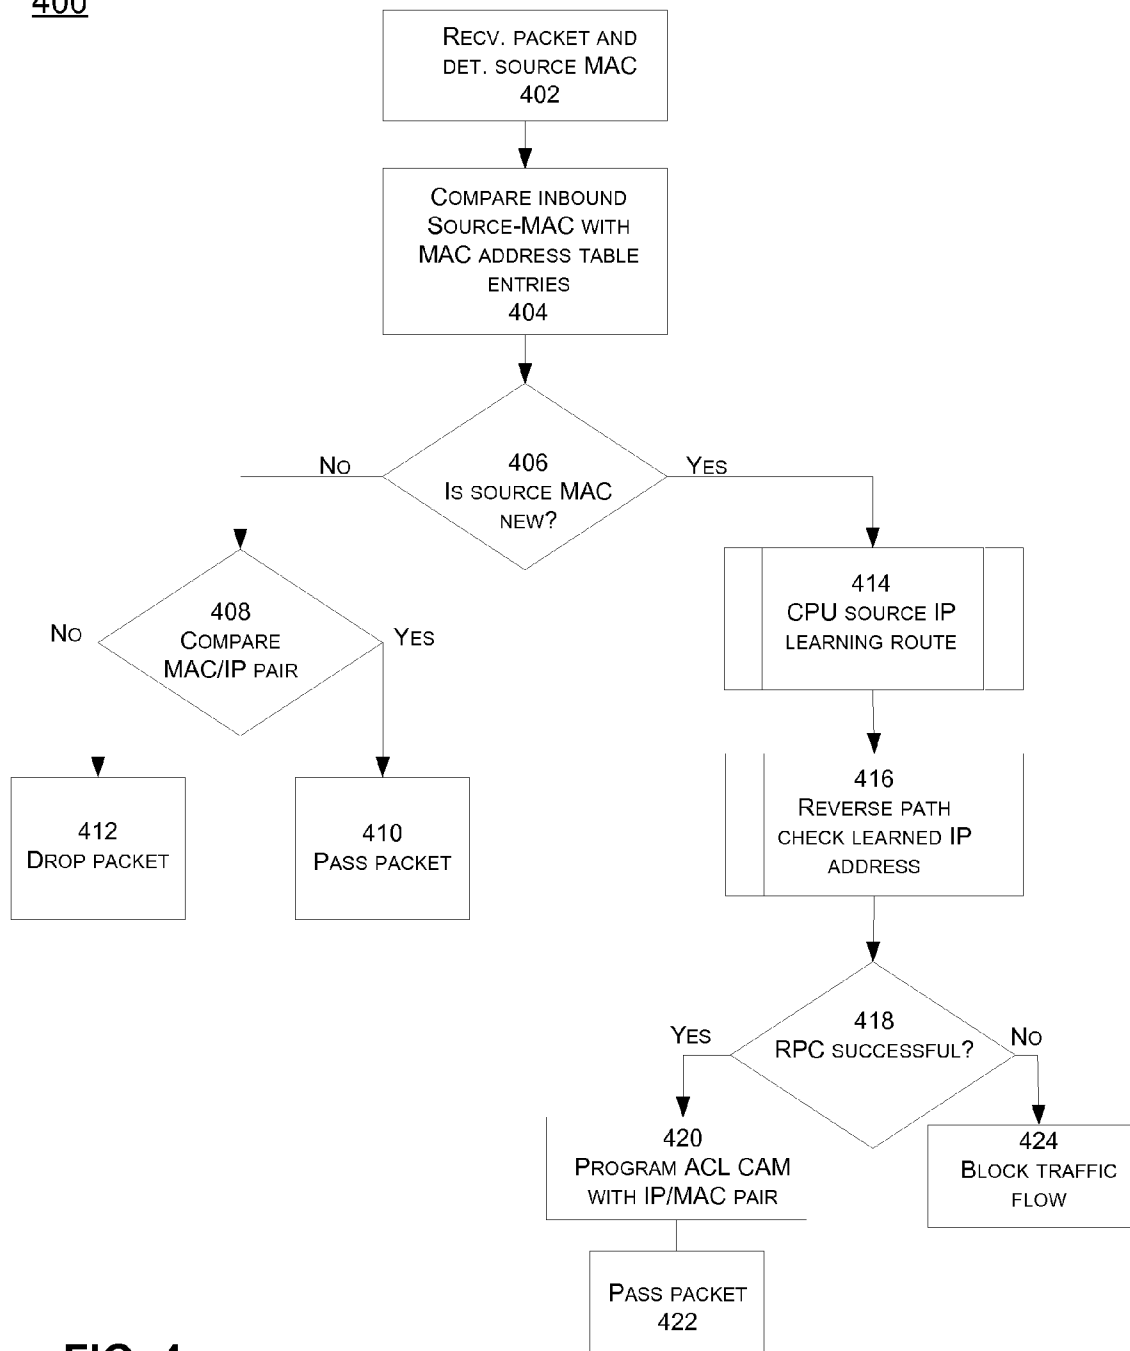 400
RECV. PACKET AND
DET. SOURCE MAC
402
COMPARE INBOUND
SOURCE-MAC WITH
MAC ADDRESS TABLE
ENTRIES
404
NO
YES
406
IS SOURCE MAC
NEW?
414
CPU SOURCE IP
LEARNING ROUTE
NO
408
COMPARE
MAC/IP PAIR
YES
416
REVERSE PATH
CHECK LEARNED IP
ADDRESS
412
DROP PACKET
410
PASS PACKET
YES
418
RPC SUCCESSFUL?
NO
420
PROGRAM ACL CAM
WITH IP/MAC PAIR
424
BLOCK TRAFFIC
FLOW
PASS PACKET
422
FIG. 4